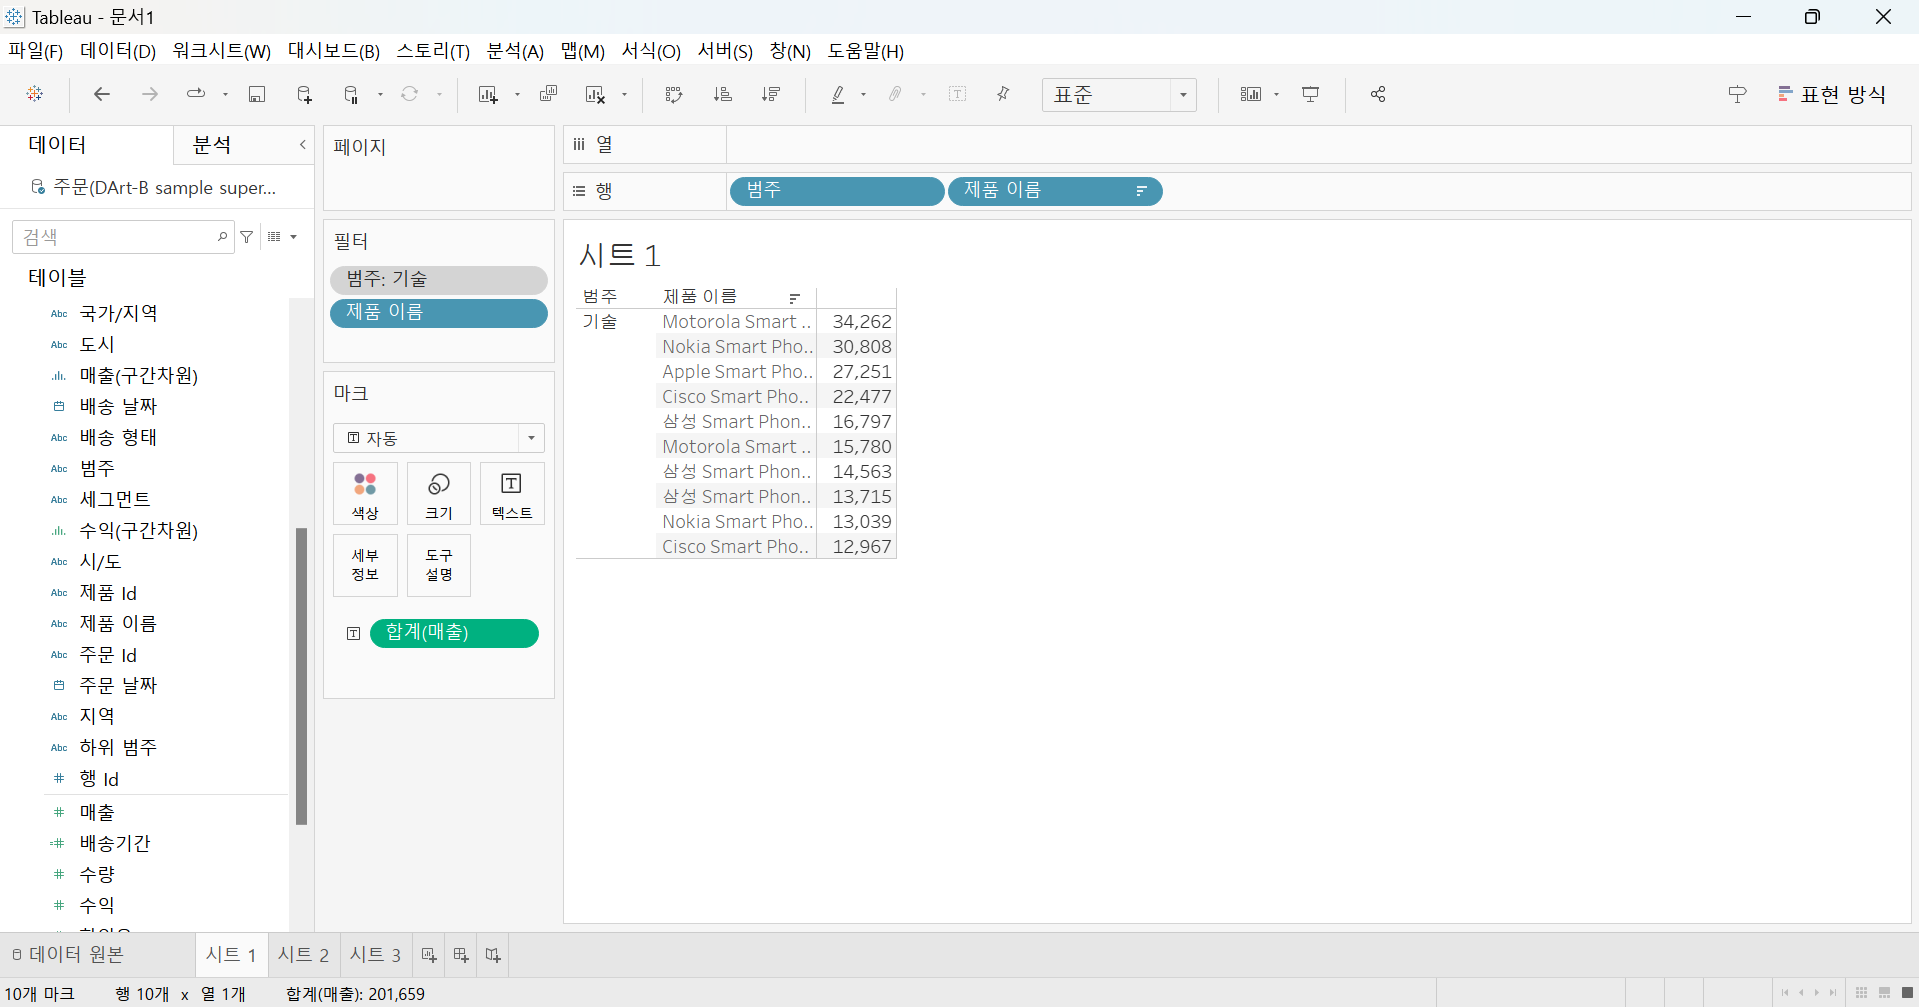 Tableau - 문서1
파일(F) 데이터(D) 워크시트(W) 대시보드(B) 스토리(T) 분석(A) 맵(M) 서식(O) 서버(S) 창(N) 도움말(H)
표준
표현 방식
데이터
분석
주문(DArt-B sample super...
검색
테이블
Abc 국가/지역
Abc 도시
매출(구간차원)
배송 날짜
Abc 배송 형태
Abc 범주
Abc 세그먼트
수익(구간차원)
Abc 시/도
Abc 제품 Id
Abc 제품 이름
Abc 주문 Id
주문 날짜
Abc 지역
Abc 하위 범주
# 행 Id
# 매출
=# 배송기간
# 수량
# 수익
페이지
필터
범주: 기술
제품 이름
마크
자동
색상
크기
텍스트
세부
정보
도구
설명
합계(매출)
열
행
범주
제품 이름
시트 1
범주 제품 이름
기술 Motorola Smart .. 34,262
Nokia Smart Pho.. 30,808
Apple Smart Pho.. 27,251
Cisco Smart Pho.. 22,477
삼성 Smart Phon.. 16,797
Motorola Smart .. 15,780
삼성 Smart Phon.. 14,563
삼성 Smart Phon.. 13,715
Nokia Smart Pho.. 13,039
Cisco Smart Pho.. 12,967
데이터 원본
시트 1
시트 2
시트 3
10개 마크 행 10개 x 열 1개 합계(매출): 201,659